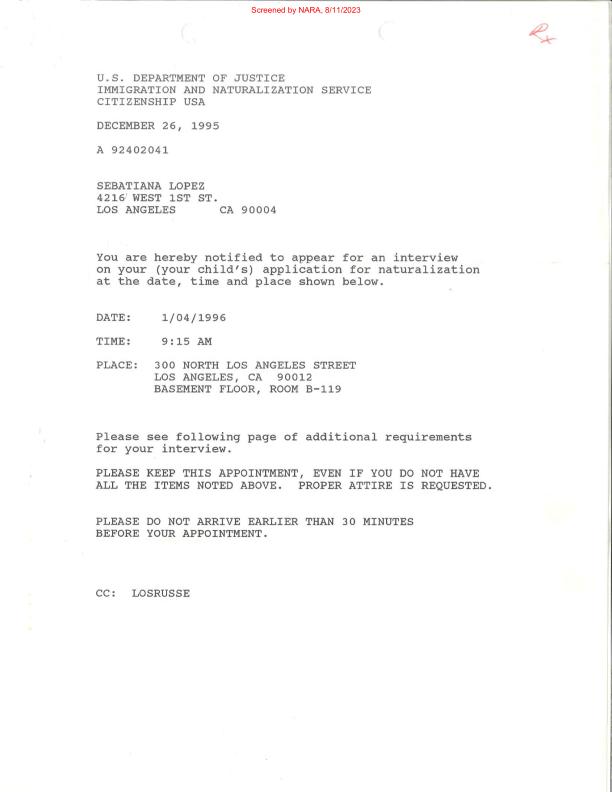 Screened by NARA, 8/11/2023
Rx
U.S. DEPARTMENT OF JUSTICE
IMMIGRATION AND NATURALIZATION SERVICE
CITIZENSHIP USA
DECEMBER 26, 1995
A 92402041
SEBATIANA LOPEZ
4216 WEST 1ST ST.
LOS ANGELES CA 90004
You are hereby notified to appear for an interview
on your (your child's) application for naturalization
at the date, time and place shown below.
DATE: 1/04/1996
TIME: 9:15 AM
PLACE: 300 NORTH LOS ANGELES STREET
LOS ANGELES, CA 90012
BASEMENT FLOOR, ROOM B-119
Please see following page of additional requirements
for your interview.
PLEASE KEEP THIS APPOINTMENT, EVEN IF YOU DO NOT HAVE
ALL THE ITEMS NOTED ABOVE. PROPER ATTIRE IS REQUESTED.
PLEASE DO NOT ARRIVE EARLIER THAN 30 MINUTES
BEFORE YOUR APPOINTMENT.
CC: LOSRUSSE